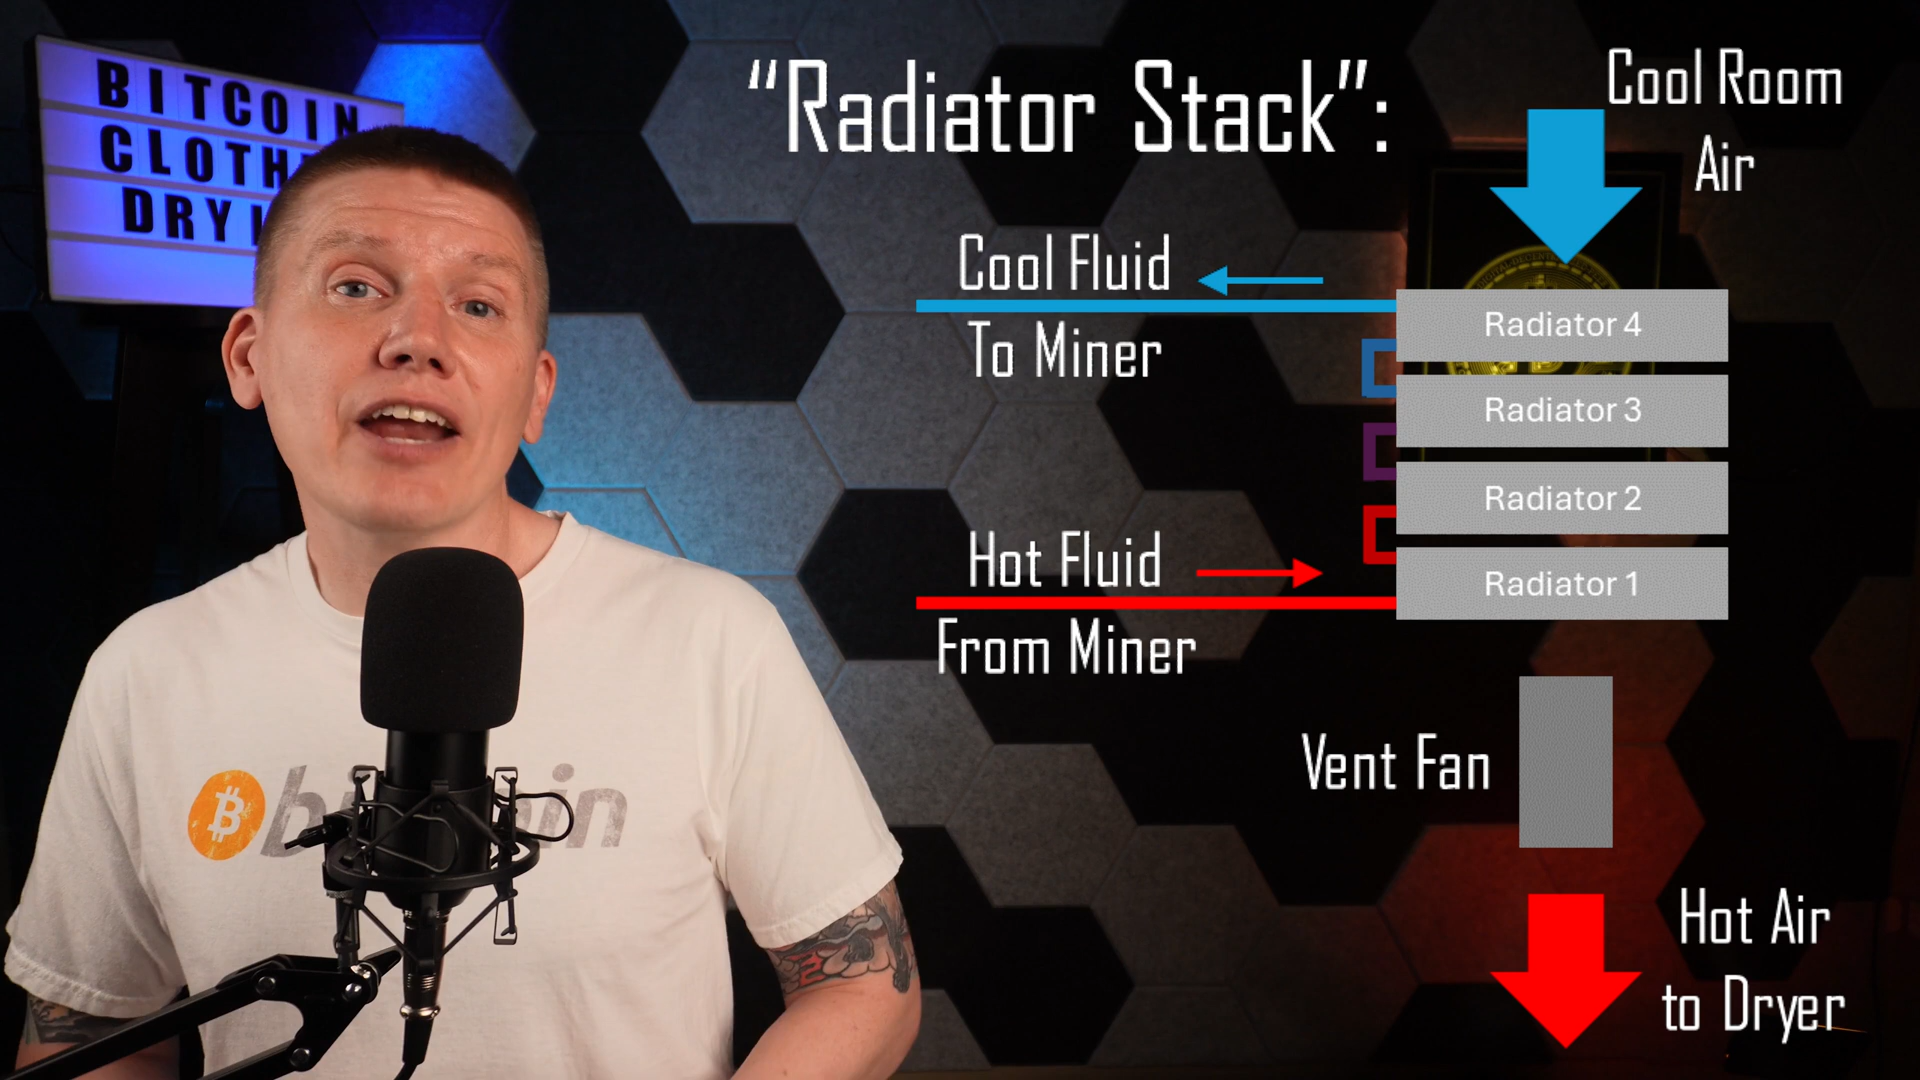 BITCOIN
CLOTH
DRYI
"Radiator Stack":
Cool Room
Air
Cool Fluid
To Miner
Radiator 4
Radiator 3
Radiator 2
Radiator 1
Hot Fluid
From Miner
Vent Fan
Hot Air
to Dryer